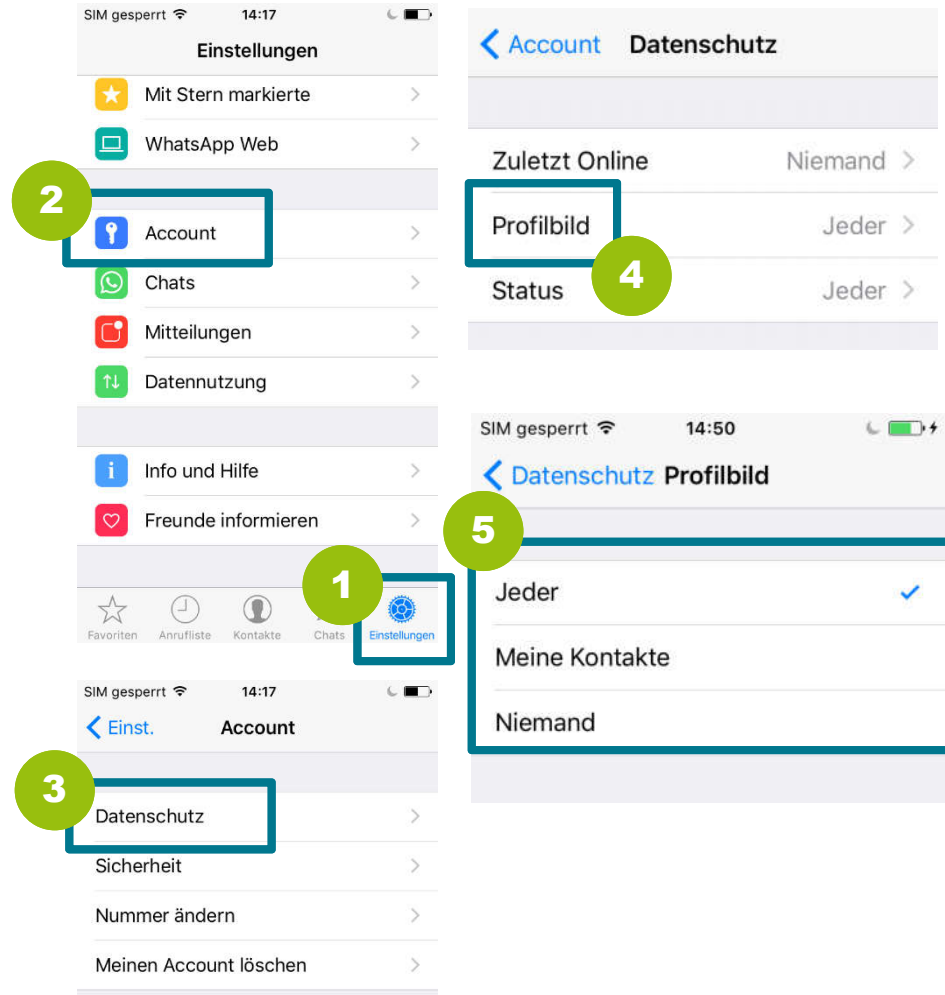 SIM gesperrt 14:17
Einstellungen
Mit Stern markierte
WhatsApp Web
2
Account
Chats
Mitteilungen
Datennutzung
Info und Hilfe
Freunde informieren
1
Favoriten Anrufliste Kontakte Chats Einstellungen
SIM gesperrt 14:17
Einst. Account
3
Datenschutz
Sicherheit
Nummer ändern
Meinen Account löschen
Account Datenschutz
Zuletzt Online Niemand
Profilbild Jeder
4
Status Jeder
SIM gesperrt 14:50
Datenschutz Profilbild
5
Jeder
Meine Kontakte
Niemand